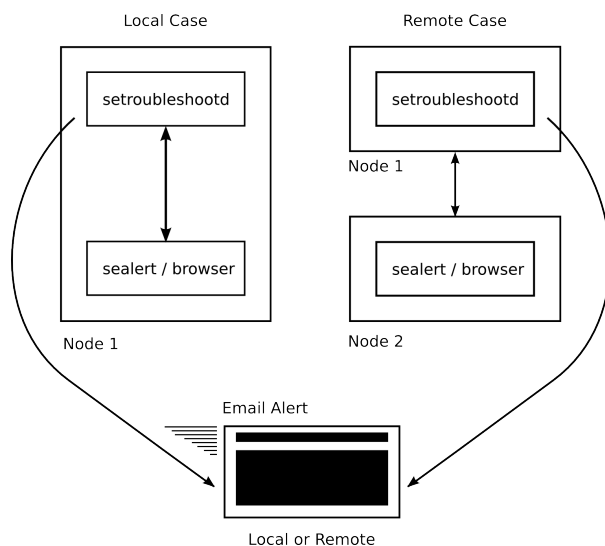 Local Case
Remote Case
setroubleshootd
sealert / browser
Node 1
setroubleshootd
Node 1
sealert / browser
Node 2
Email Alert
Local or Remote